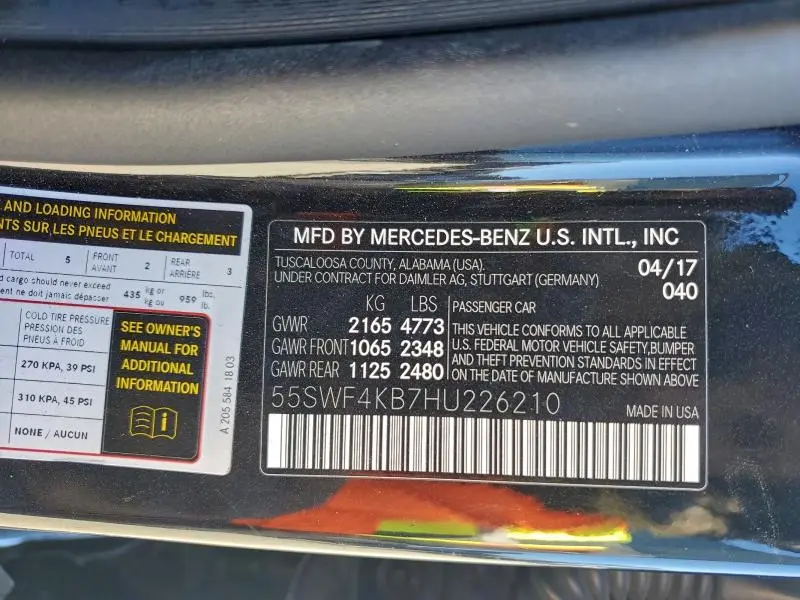 AND LOADING INFORMATION
NTS SUR LES PNEUS ET LE CHARGEMENT
TOTAL 5 FRONT AVANT 2 REAR ARRIÈRE 3
d cargo should never exceed
ent ne doit jamais dépasser 435 kg or kg ou 959 lbs. lb.
COLD TIRE PRESSURE
PRESSION DES
PNEUS À FROID
270 KPA, 39 PSI
310 KPA, 45 PSI
NONE / AUCUN
SEE OWNER'S
MANUAL FOR
ADDITIONAL
INFORMATION
A 205 584 18 03
MFD BY MERCEDES-BENZ U.S. INTL., INC
TUSCALOOSA COUNTY, ALABAMA (USA). 04/17
UNDER CONTRACT FOR DAIMLER AG, STUTTGART (GERMANY) 040
KG LBS
GVWR 2165 4773
GAWR FRONT 1065 2348
GAWR REAR 1125 2480
PASSENGER CAR
THIS VEHICLE CONFORMS TO ALL APPLICABLE
U.S. FEDERAL MOTOR VEHICLE SAFETY, BUMPER
AND THEFT PREVENTION STANDARDS IN EFFECT
ON THE DATE OF MANUFACTURE SHOWN ABOVE
55SWF4KB7HU226210
MADE IN USA